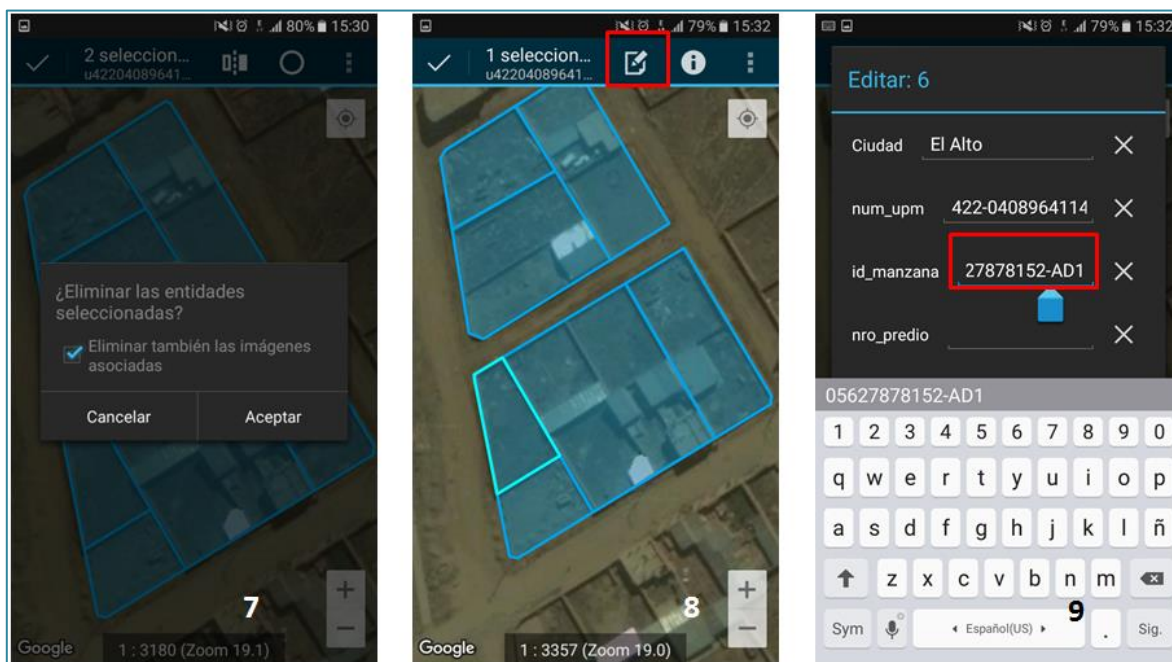 80% 15:30
2 seleccion...
u42204089641...
¿Eliminar las entidades
seleccionadas?
Eliminar también las imágenes
asociadas
Cancelar Aceptar
+
7
−
Google 1 : 3180 (Zoom 19.1)
79% 15:32
1 seleccion...
u42204089641...
+
8
−
Google 1 : 3357 (Zoom 19.0)
79% 15:32
Editar: 6
Ciudad El Alto
num_upm 422-0408964114
id_manzana 27878152-AD1
nro_predio
05627878152-AD1
1 2 3 4 5 6 7 8 9 0
q w e r t y u i o p
a s d f g h j k l ñ
z x c v b n m
9
Sym Español(US) . Sig.